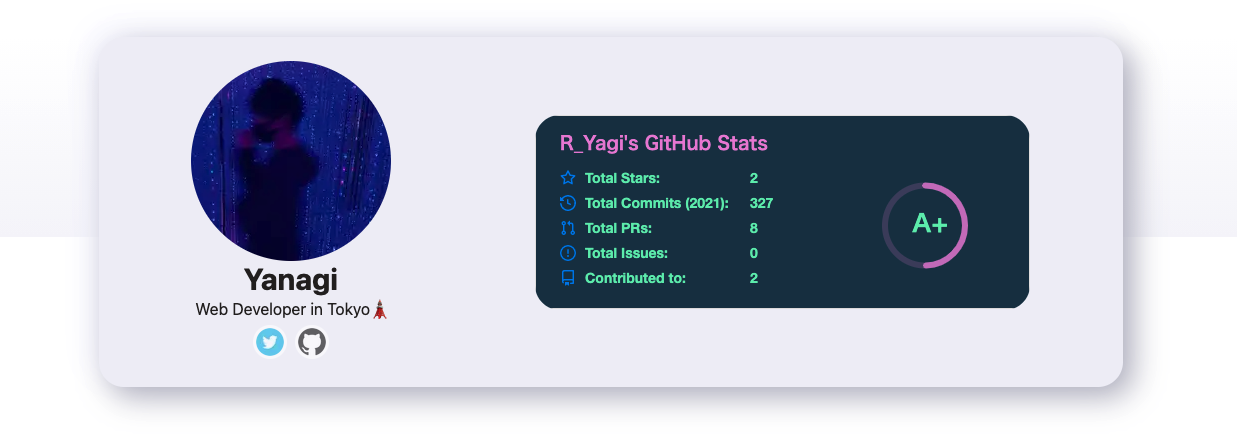 Yanagi
Web Developer in Tokyo🗼
R_Yagi's GitHub Stats
Total Stars: 2
Total Commits (2021): 327
Total PRs: 8
Total Issues: 0
Contributed to: 2
A+